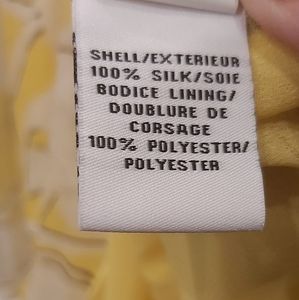 SHELL/EXTERIEUR
100% SILK/SOIE
BODICE LINING/
DOUBLURE DE
CORSAGE
100% POLYESTER/
POLYESTER